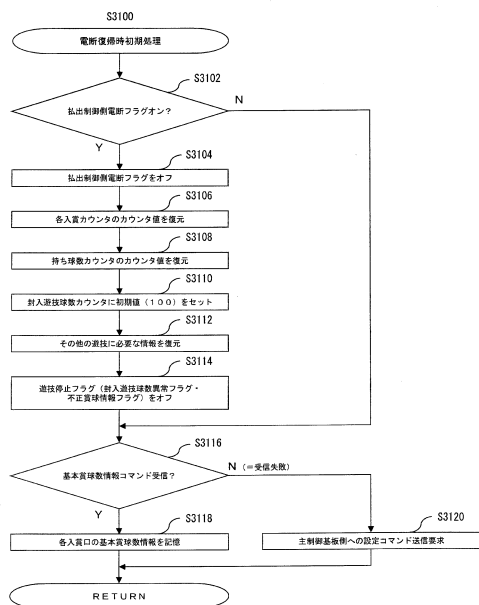 S3100
電断復帰時初期処理
S3102
払出制御側電断フラグオン?
N
Y
S3104
払出制御側電断フラグをオフ
S3106
各入賞カウンタのカウンタ値を復元
S3108
持ち球数カウンタのカウンタ値を復元
S3110
封入遊技球数カウンタに初期値(100)をセット
S3112
その他の遊技に必要な情報を復元
S3114
遊技停止フラグ(封入遊技球数異常フラグ・
不正賞球情報フラグ)をオフ
S3116
基本賞球数情報コマンド受信?
N (=受信失敗)
Y
S3118
各入賞口の基本賞球数情報を記憶
S3120
主制御基板側への設定コマンド送信要求
RETURN